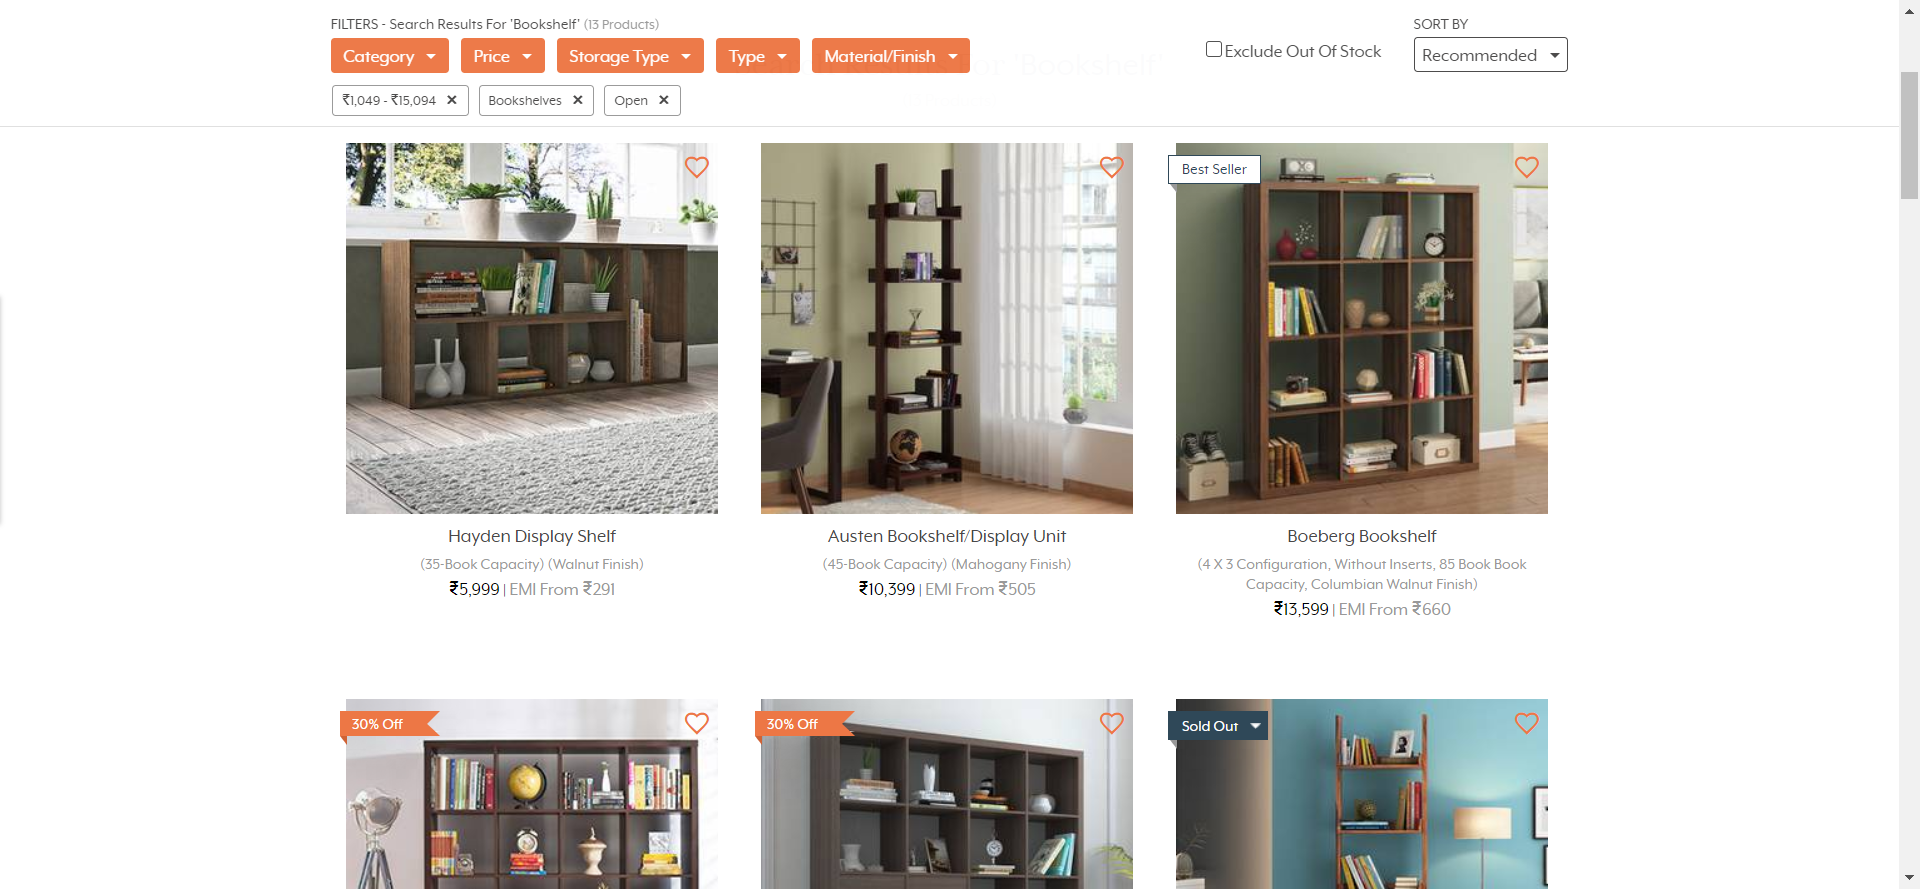 FILTERS - Search Results For 'Bookshelf' (13 Products)
SORT BY
Category
Price
Storage Type
Type
Material/Finish
Exclude Out Of Stock
Recommended
₹1,049 - ₹15,094 ✕
Bookshelves ✕
Open ✕
Best Seller
Hayden Display Shelf
(35-Book Capacity) (Walnut Finish)
₹5,999 | EMI From ₹291
Austen Bookshelf/Display Unit
(45-Book Capacity) (Mahogany Finish)
₹10,399 | EMI From ₹505
Boeberg Bookshelf
(4 X 3 Configuration, Without Inserts, 85 Book Book
Capacity, Columbian Walnut Finish)
₹13,599 | EMI From ₹660
30% Off
30% Off
Sold Out